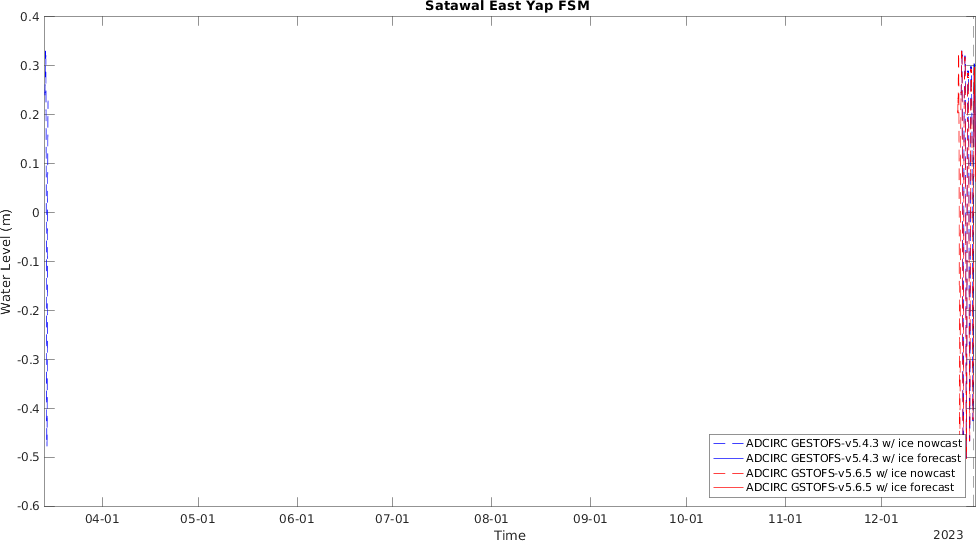 Satawal East Yap FSM
0.4
0.3
0.2
0.1
0
-0.1
-0.2
-0.3
-0.4
-0.5
-0.6
Water Level (m)
ADCIRC GESTOFS-v5.4.3 w/ ice nowcast
ADCIRC GESTOFS-v5.4.3 w/ ice forecast
ADCIRC GSTOFS-v5.6.5 w/ ice nowcast
ADCIRC GSTOFS-v5.6.5 w/ ice forecast
04-01 05-01 06-01 07-01 08-01 09-01 10-01 11-01 12-01
Time
2023